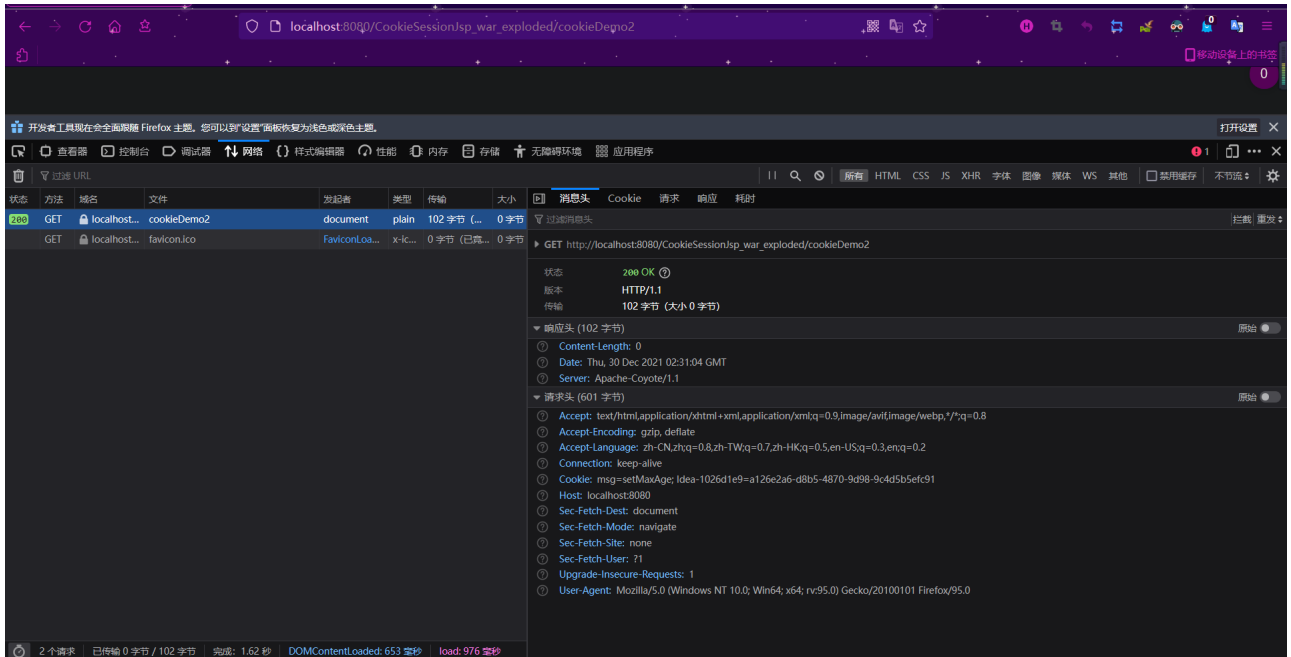 localhost:8080/CookieSessionJsp_war_exploded/cookieDemo2
移动设备上的书签
0
开发者工具现在会全面跟随 Firefox 主题。您可以到“设置”面板恢复为浅色或深色主题。 打开设置
查看器 控制台 调试器 网络 样式编辑器 性能 内存 存储 无障碍环境 应用程序 1
过滤 URL 所有 HTML CSS JS XHR 字体 图像 媒体 WS 其他 禁用缓存 不节流
状态 方法 域名 文件 发起者 类型 传输 大小 消息头 Cookie 请求 响应 耗时
200 GET localhost... cookieDemo2 document plain 102 字节 (... 0 字节
过滤消息头 拦截 重发
GET localhost... favicon.ico FaviconLoa... x-ic... 0 字节 (已竞... 0 字节
GET http://localhost:8080/CookieSessionJsp_war_exploded/cookieDemo2
状态 200 OK
版本 HTTP/1.1
传输 102 字节 (大小 0 字节)
响应头 (102 字节) 原始
Content-Length: 0
Date: Thu, 30 Dec 2021 02:31:04 GMT
Server: Apache-Coyote/1.1
请求头 (601 字节) 原始
Accept: text/html,application/xhtml+xml,application/xml;q=0.9,image/avif,image/webp,*/*;q=0.8
Accept-Encoding: gzip, deflate
Accept-Language: zh-CN,zh;q=0.8,zh-TW;q=0.7,zh-HK;q=0.5,en-US;q=0.3,en;q=0.2
Connection: keep-alive
Cookie: msg=setMaxAge; Idea-1026d1e9=a126e2a6-d8b5-4870-9d98-9c4d5b5efc91
Host: localhost:8080
Sec-Fetch-Dest: document
Sec-Fetch-Mode: navigate
Sec-Fetch-Site: none
Sec-Fetch-User: ?1
Upgrade-Insecure-Requests: 1
User-Agent: Mozilla/5.0 (Windows NT 10.0; Win64; x64; rv:95.0) Gecko/20100101 Firefox/95.0
2 个请求 已传输 0 字节 / 102 字节 完成: 1.62 秒 DOMContentLoaded: 653 毫秒 load: 976 毫秒